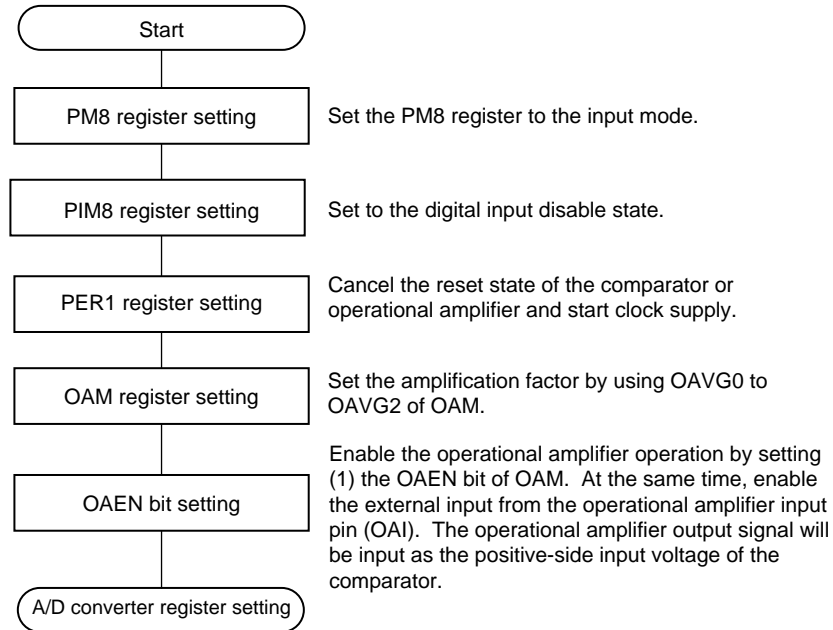 Start
PM8 register setting
Set the PM8 register to the input mode.
PIM8 register setting
Set to the digital input disable state.
PER1 register setting
Cancel the reset state of the comparator or
operational amplifier and start clock supply.
OAM register setting
Set the amplification factor by using OAVG0 to
OAVG2 of OAM.
OAEN bit setting
Enable the operational amplifier operation by setting
(1) the OAEN bit of OAM.  At the same time, enable
the external input from the operational amplifier input
pin (OAI).  The operational amplifier output signal will
be input as the positive-side input voltage of the
comparator.
A/D converter register setting